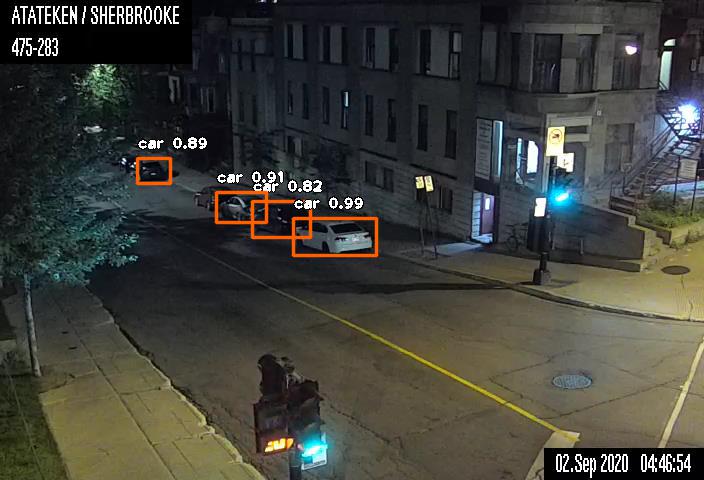 ATATEKEN / SHERBROOKE
475-283
car 0.89
car 0.91
car 0.82
car 0.99
02.Sep 2020 04:46:54